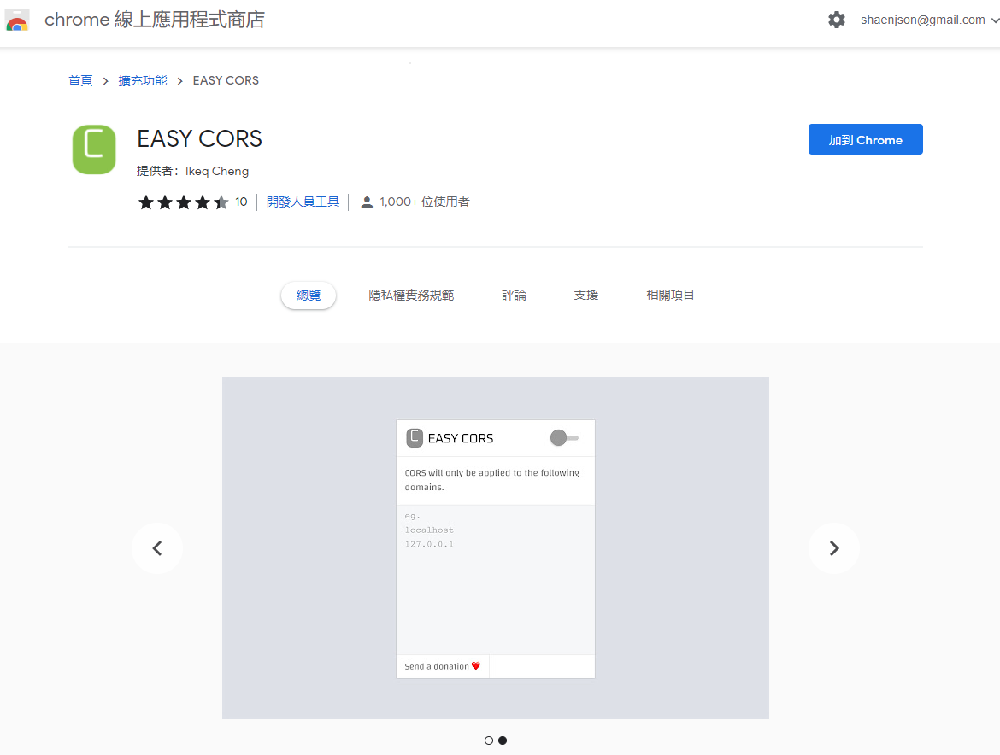 chrome 線上應用程式商店
shaenjson@gmail.com
首頁 > 擴充功能 > EASY CORS
EASY CORS
加到 Chrome
提供者： Ikeq Cheng
10 開發人員工具 1,000+ 位使用者
總覽 隱私權實務規範 評論 支援 相關項目
EASY CORS
CORS will only be applied to the following
domains.
eg.
localhost
127.0.0.1
Send a donation ❤